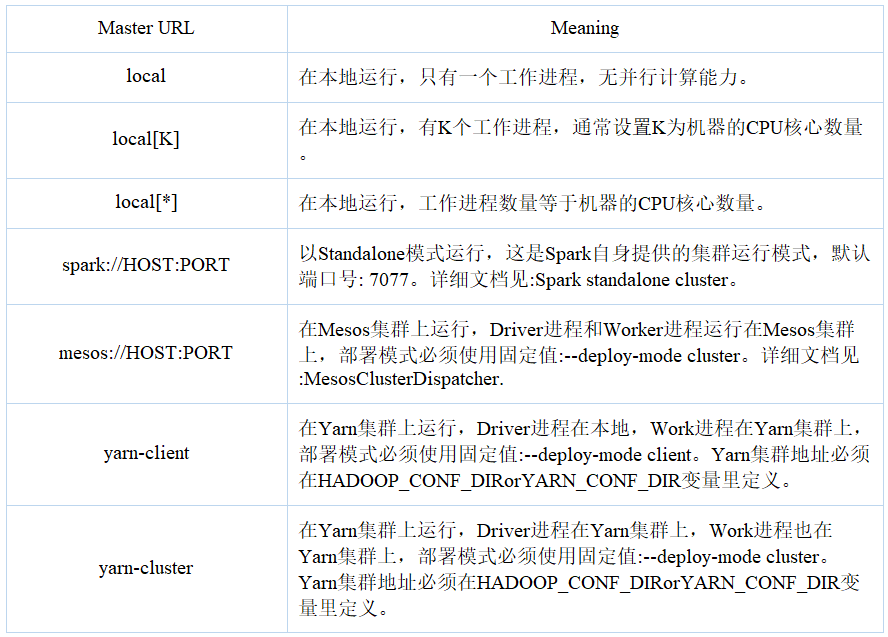 Master URL
Meaning
local
在本地运行，只有一个工作进程，无并行计算能力。
local[K]
在本地运行，有K个工作进程，通常设置K为机器的CPU核心数量
。
local[*]
在本地运行，工作进程数量等于机器的CPU核心数量。
spark://HOST:PORT
以Standalone模式运行，这是Spark自身提供的集群运行模式，默认
端口号: 7077。详细文档见:Spark standalone cluster。
mesos://HOST:PORT
在Mesos集群上运行，Driver进程和Worker进程运行在Mesos集群
上，部署模式必须使用固定值:--deploy-mode cluster。详细文档见
:MesosClusterDispatcher.
yarn-client
在Yarn集群上运行，Driver进程在本地，Work进程在Yarn集群上，
部署模式必须使用固定值:--deploy-mode client。Yarn集群地址必须
在HADOOP_CONF_DIRorYARN_CONF_DIR变量里定义。
yarn-cluster
在Yarn集群上运行，Driver进程在Yarn集群上，Work进程也在
Yarn集群上，部署模式必须使用固定值:--deploy-mode cluster。
Yarn集群地址必须在HADOOP_CONF_DIRorYARN_CONF_DIR变
量里定义。